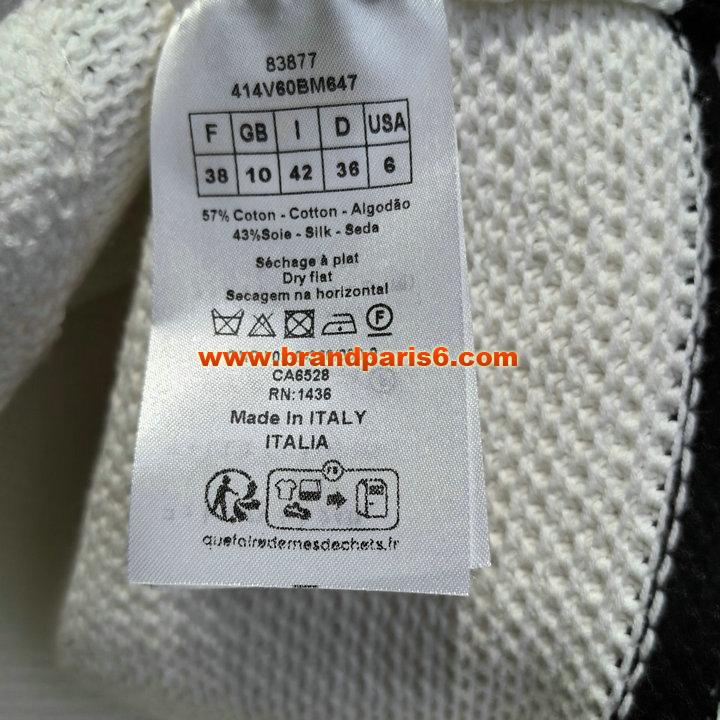 83877
414V60BM647
F GB I D USA
38 10 42 36 6
57% Coton - Cotton - Algodão
43%Soie - Silk - Seda
Séchage à plat
Dry flat
Secagem na horizontal
F
www.brandparis6.com
CA6528
RN:1436
Made In ITALY
ITALIA
FR
quefairedemesdechets.fr